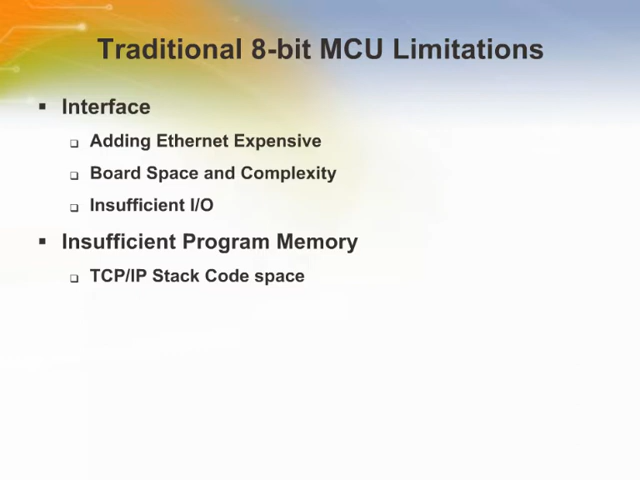 Traditional 8-bit MCU Limitations
Interface
Adding Ethernet Expensive
Board Space and Complexity
Insufficient I/O
Insufficient Program Memory
TCP/IP Stack Code space